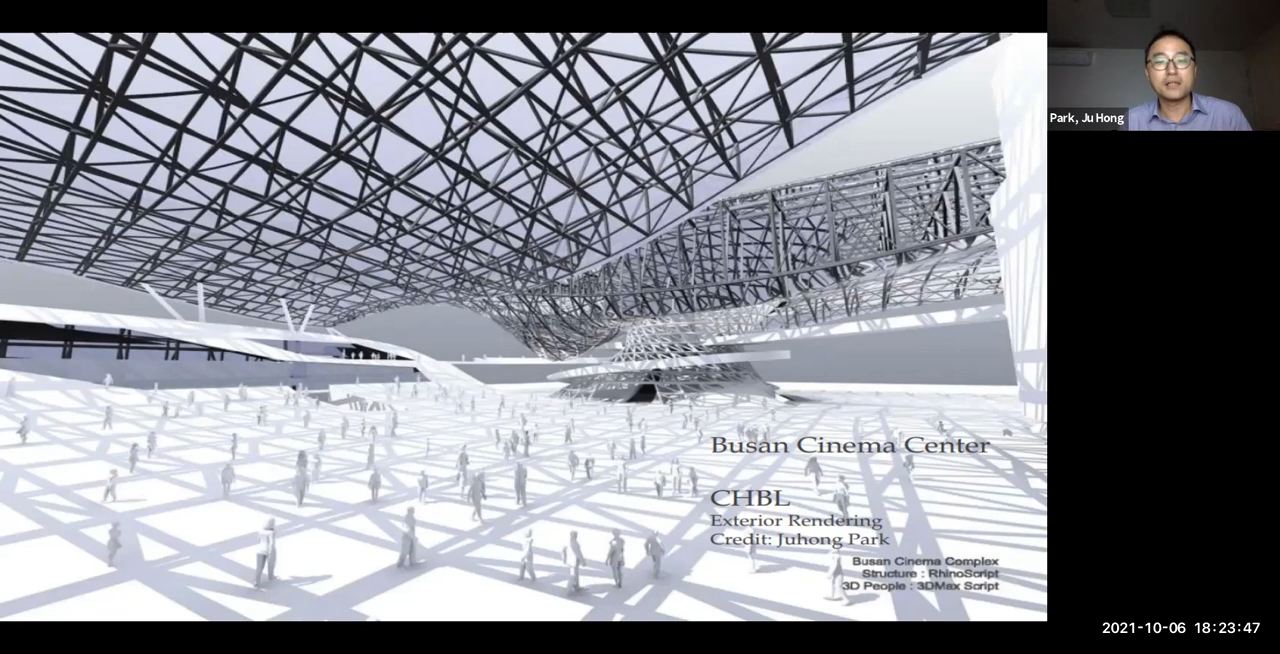 Park, Ju Hong
Busan Cinema Center
CHBL
Exterior Rendering
Credit: Juhong Park
Busan Cinema Complex
Structure : RhinoScript
3D People : 3DMax Script
2021-10-06 18:23:47